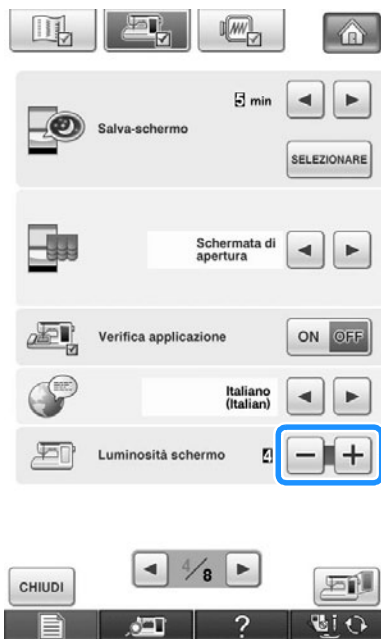 5 min
Salva-schermo
SELEZIONARE
Schermata di
apertura
Verifica applicazione
ON OFF
Italiano
(Italian)
Luminosità schermo 4
4/8
CHIUDI
?